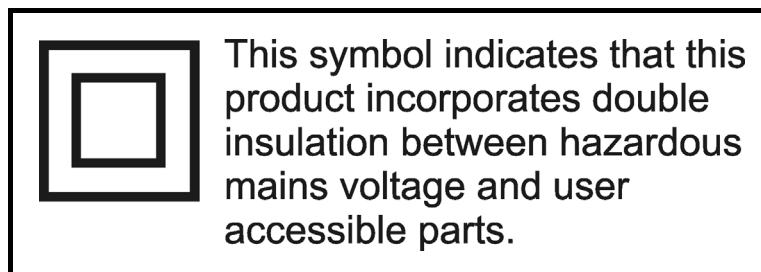 This symbol indicates that this
product incorporates double
insulation between hazardous
mains voltage and user
accessible parts.